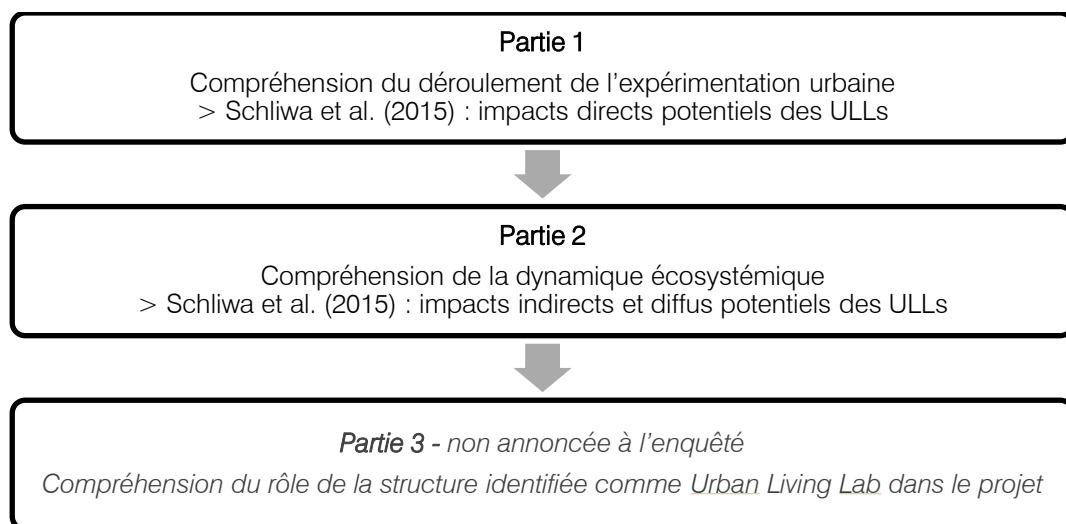 Partie 1
Compréhension du déroulement de l'expérimentation urbaine
> Schliwa et al. (2015) : impacts directs potentiels des ULLs
Partie 2
Compréhension de la dynamique écosystémique
> Schliwa et al. (2015) : impacts indirects et diffus potentiels des ULLs
Partie 3 - non annoncée à l'enquêté
Compréhension du rôle de la structure identifiée comme Urban Living Lab dans le projet